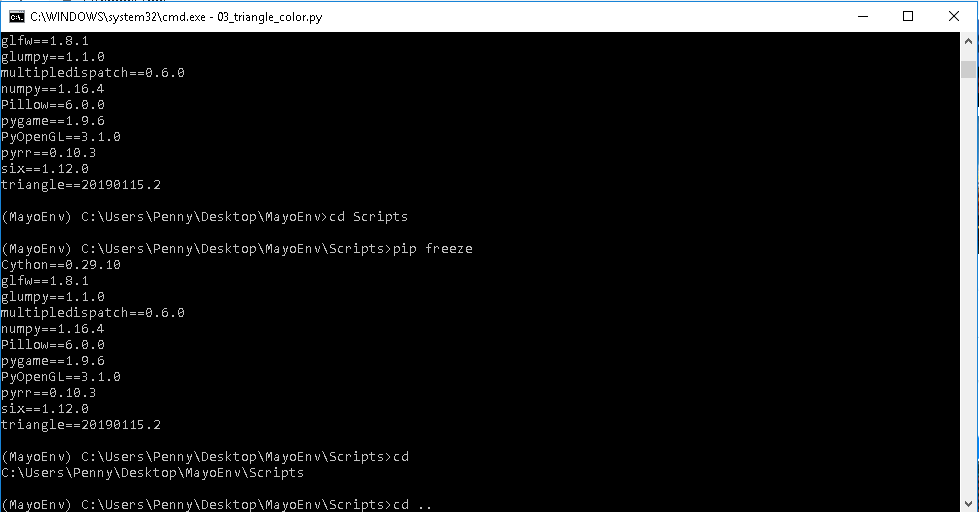 C:\WINDOWS\system32\cmd.exe - 03_triangle_color.py
glfw==1.8.1
glumpy==1.1.0
multipledispatch==0.6.0
numpy==1.16.4
Pillow==6.0.0
pygame==1.9.6
PyOpenGL==3.1.0
pyrr==0.10.3
six==1.12.0
triangle==20190115.2
(MayoEnv) C:\Users\Penny\Desktop\MayoEnv>cd Scripts
(MayoEnv) C:\Users\Penny\Desktop\MayoEnv\Scripts>pip freeze
Cython==0.29.10
glfw==1.8.1
glumpy==1.1.0
multipledispatch==0.6.0
numpy==1.16.4
Pillow==6.0.0
pygame==1.9.6
PyOpenGL==3.1.0
pyrr==0.10.3
six==1.12.0
triangle==20190115.2
(MayoEnv) C:\Users\Penny\Desktop\MayoEnv\Scripts>cd
C:\Users\Penny\Desktop\MayoEnv\Scripts
(MayoEnv) C:\Users\Penny\Desktop\MayoEnv\Scripts>cd ..